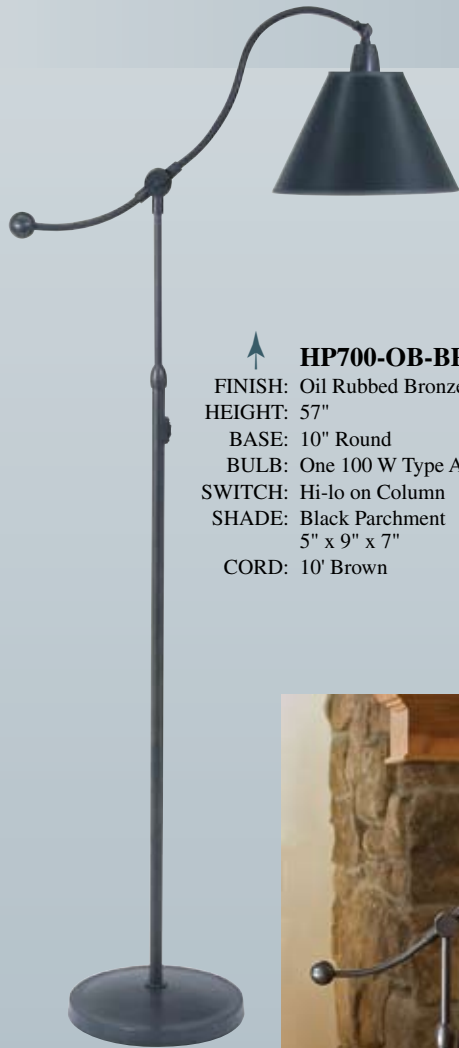 HP700-OB-BP
FINISH: Oil Rubbed Bronze
HEIGHT: 57"
BASE: 10" Round
BULB: One 100 W Type A
SWITCH: Hi-lo on Column
SHADE: Black Parchment
5" x 9" x 7"
CORD: 10' Brown